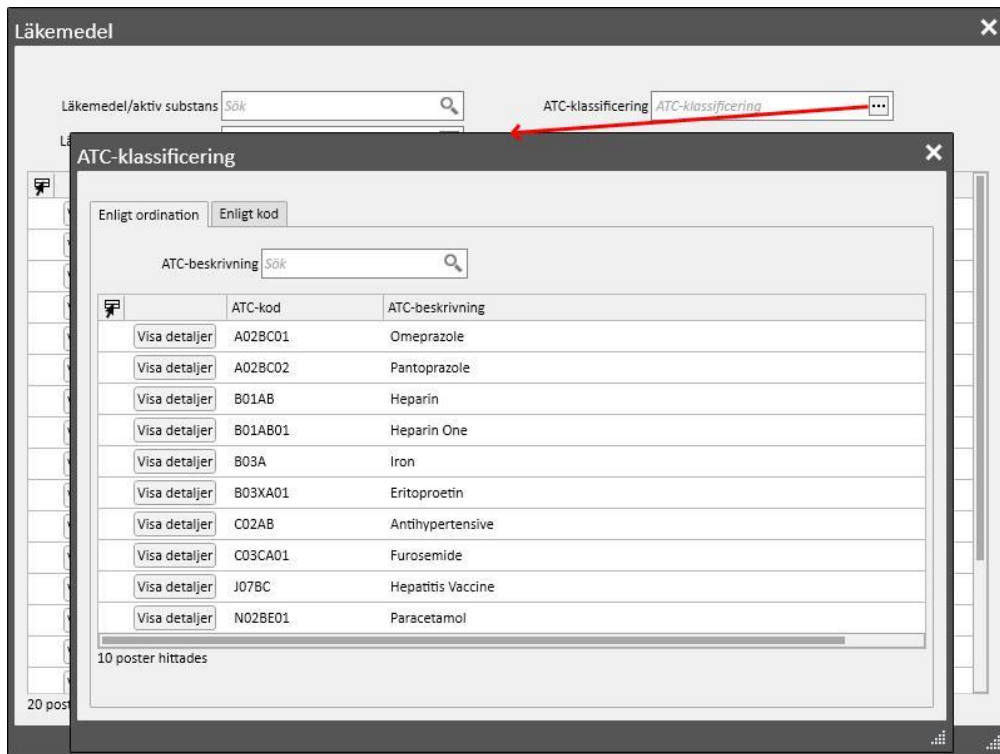 Läkemedel
Läkemedel/aktiv substans Sök ATC-klassificering ATC-klassificering ...
ATC-klassificering
Enligt ordination Enligt kod
ATC-beskrivning Sök
ATC-kod ATC-beskrivning
Visa detaljer A02BC01 Omeprazole
Visa detaljer A02BC02 Pantoprazole
Visa detaljer B01AB Heparin
Visa detaljer B01AB01 Heparin One
Visa detaljer B03A Iron
Visa detaljer B03XA01 Eritoproetin
Visa detaljer C02AB Antihypertensive
Visa detaljer C03CA01 Furosemide
Visa detaljer J07BC Hepatitis Vaccine
Visa detaljer N02BE01 Paracetamol
10 poster hittades
20